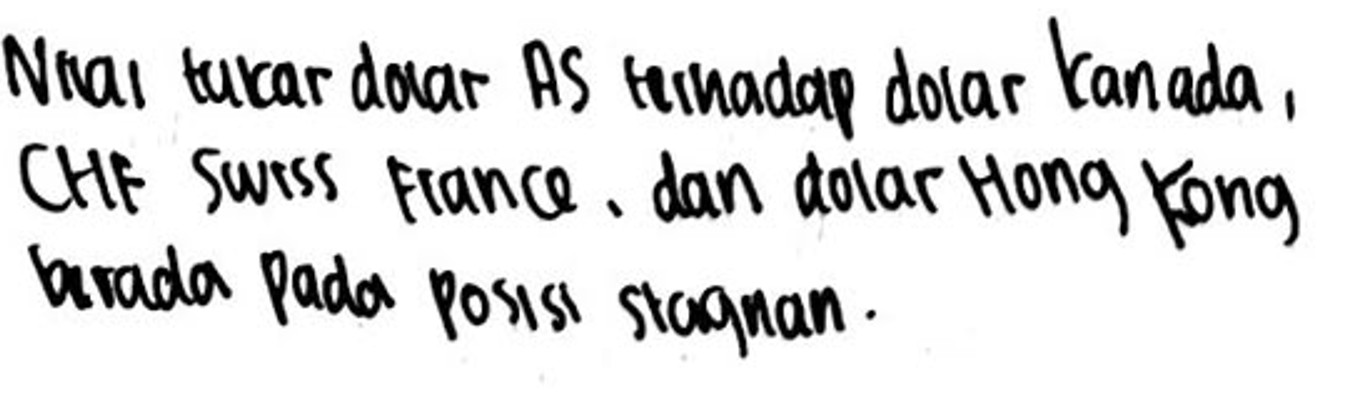 Nilai tukar dolar AS terhadap dolar Kanada,
CHF Swiss France, dan dolar Hong Kong
berada pada posisi stagnan.